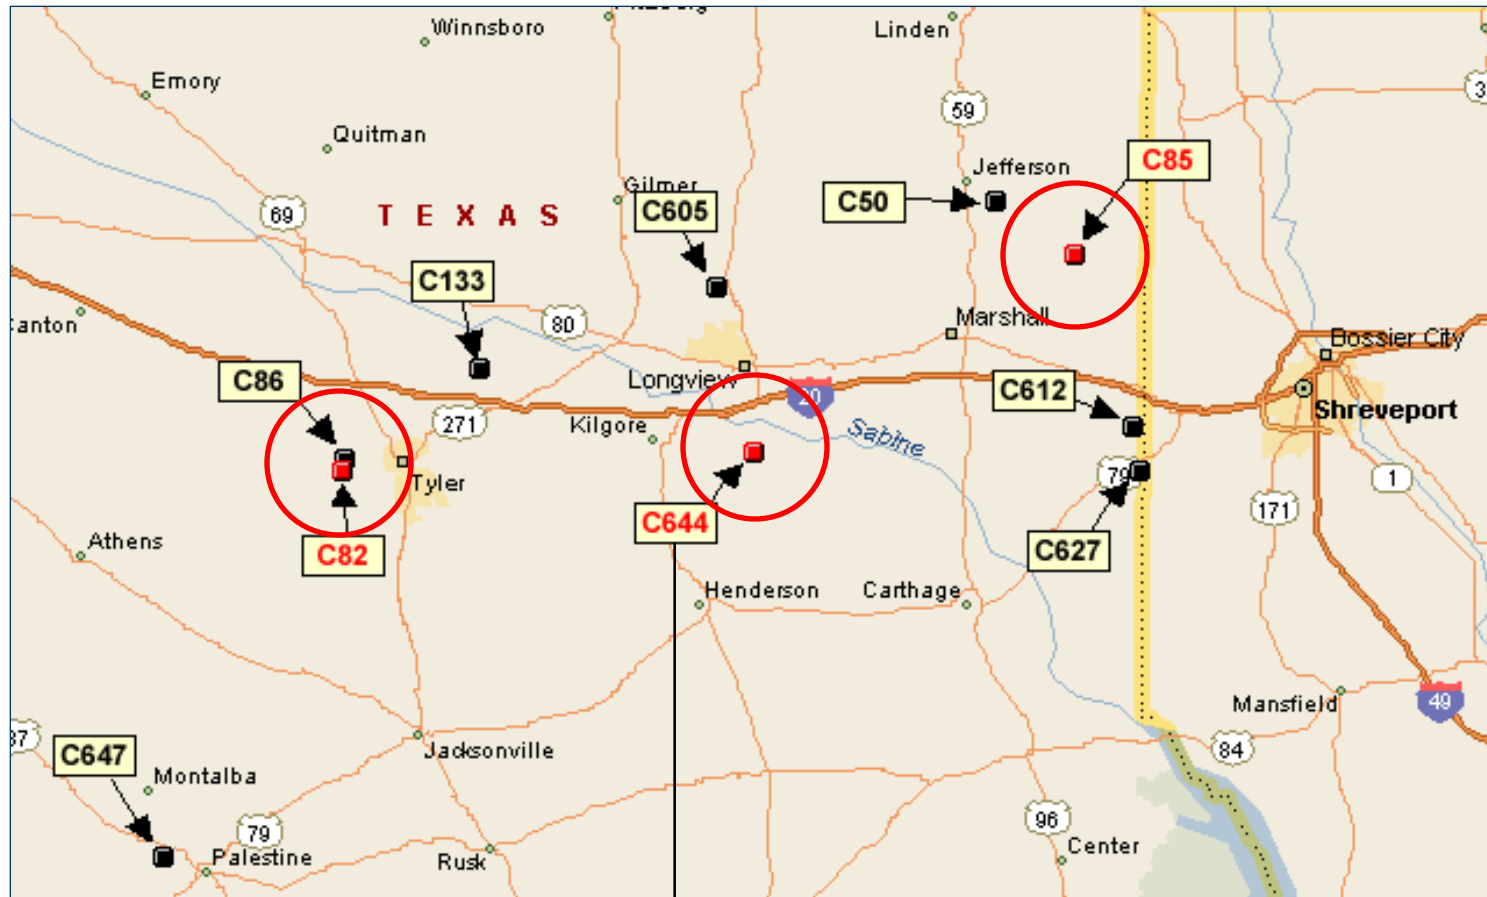 Winnsboro
Linden
Emory
59
Quitman
Jefferson
C85
Gilmer
C50
69
TEXAS
C605
C133
Marshall
80
Bossier City
Longview
C86
20
C612
Shreveport
Kilgore
271
Sabine
79
1
Tyler
C644
171
Athens
C82
C627
Henderson
Carthage
Mansfield
49
84
Jacksonville
C647
Montalba
96
79
Center
Palestine
Rusk